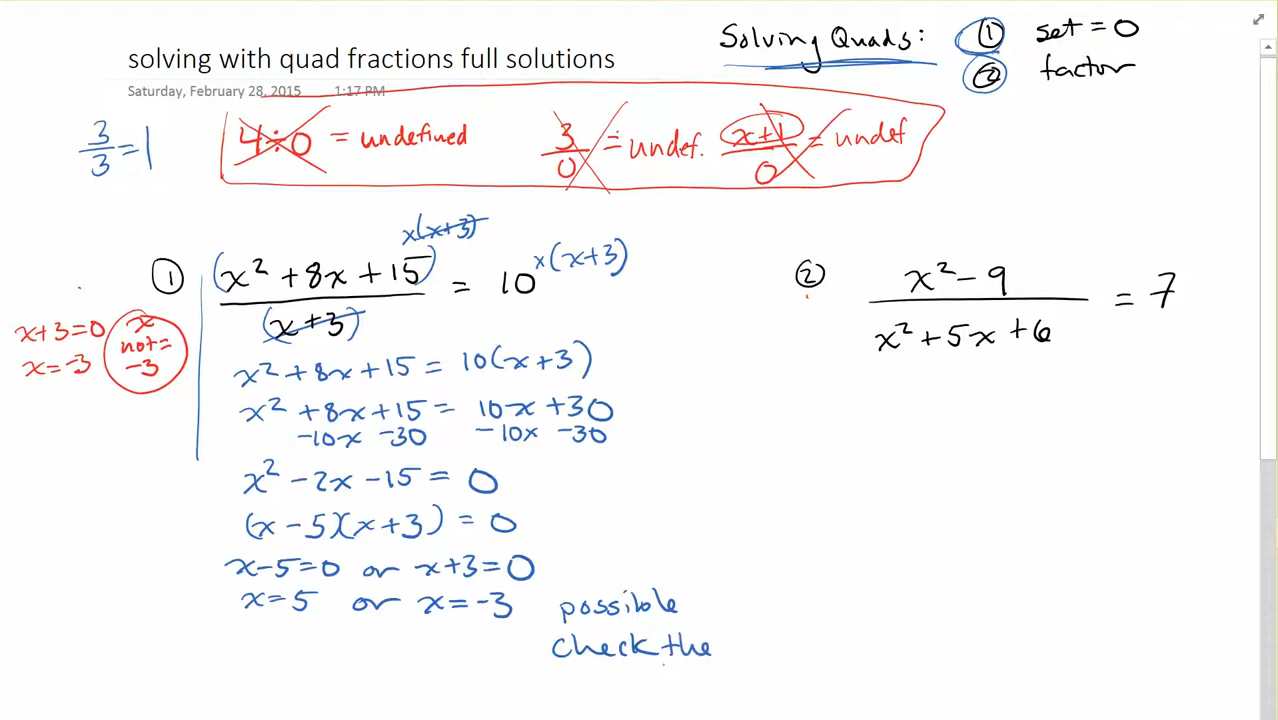 solving with quad fractions full solutions
Saturday, February 28, 2015 1:17 PM
Solving Quads: ① set = 0
② factor
3/3 = 1
4÷0 = undefined
3/0 = undef.
x+1/0 = undef
①
(x² + 8x + 15) x(x+3) / (x+3) = 10 x(x+3)
x+3=0
x=-3
x
not=
-3
x² + 8x + 15 = 10(x+3)
x² + 8x + 15 = 10x + 30
-10x -30 -10x -30
x² - 2x - 15 = 0
(x - 5)(x + 3) = 0
x-5=0 or x+3=0
x=5 or x=-3 possible
check the
②
x² - 9 / x² + 5x + 6 = 7